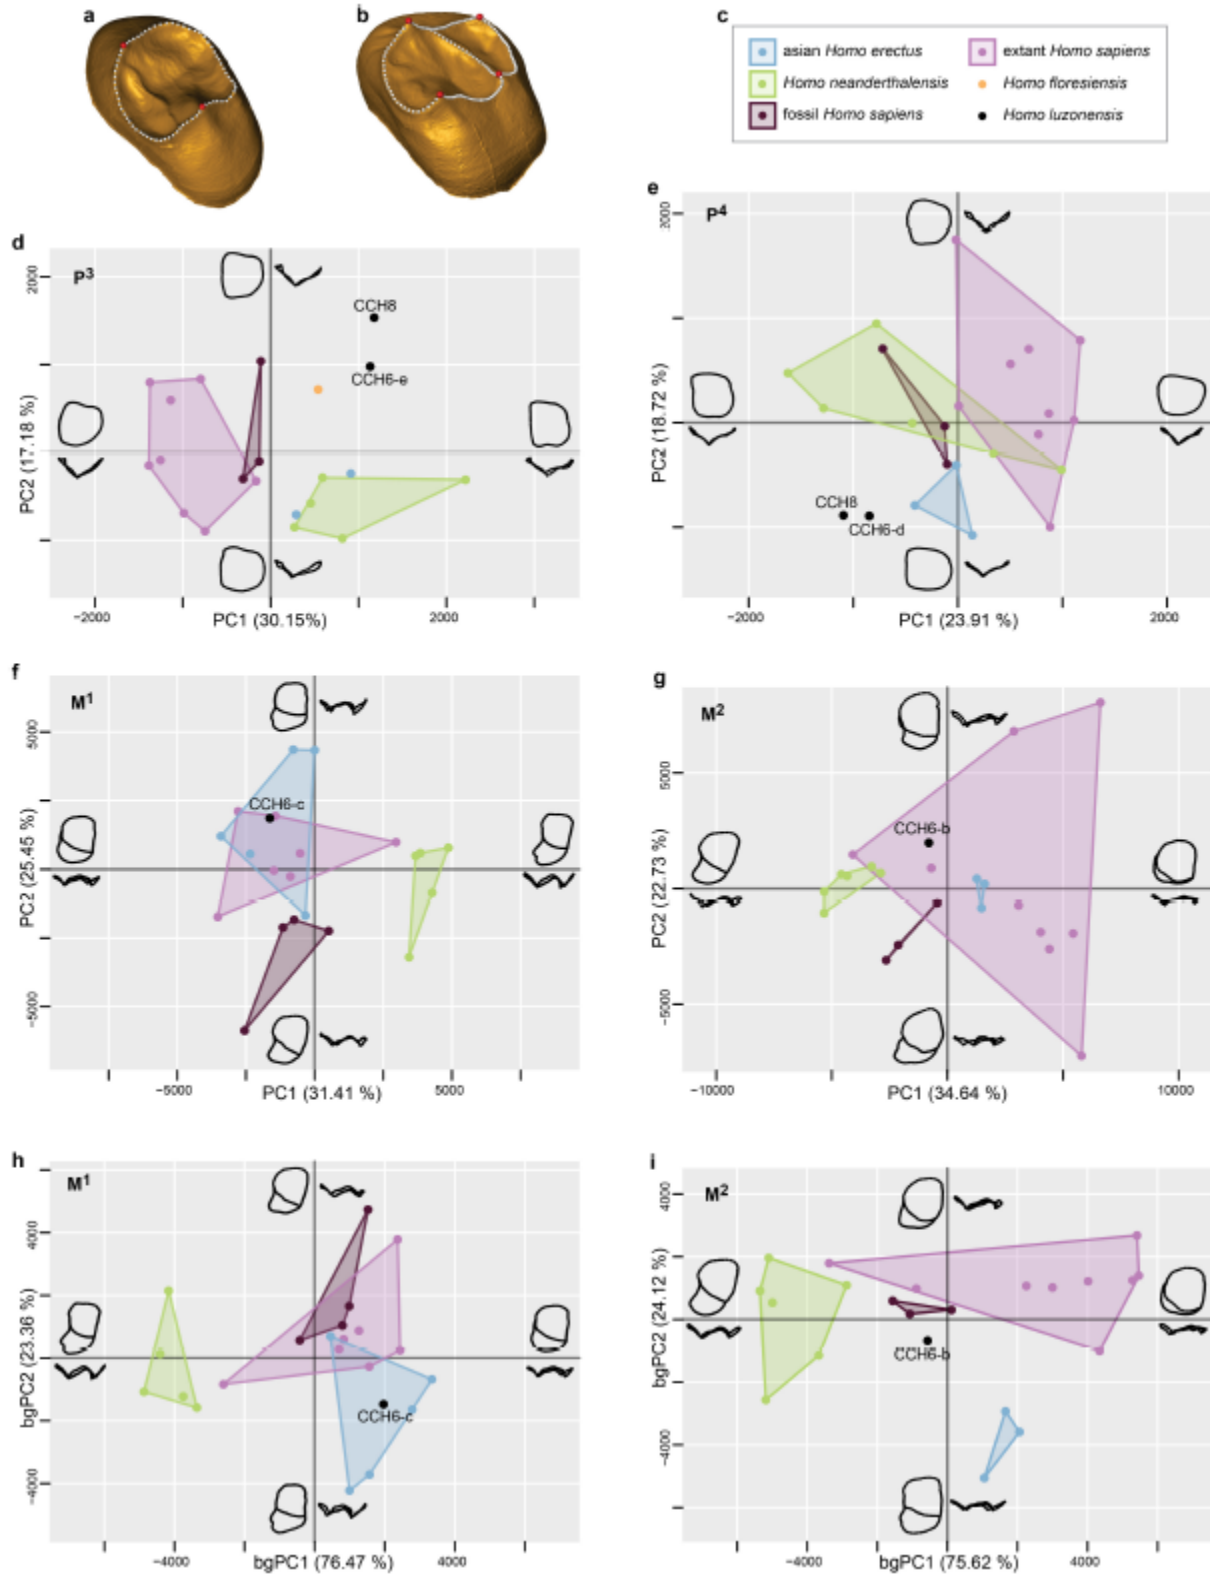 a
b
c
asian Homo erectus
extant Homo sapiens
Homo neanderthalensis
Homo floresiensis
fossil Homo sapiens
Homo luzonensis
d
P3
2000
CCH8
CCH6-e
PC2 (17.18 %)
−2000
2000
PC1 (30.15%)
e
P4
2000
CCH8
CCH6-d
PC2 (18.72 %)
−2000
2000
PC1 (23.91 %)
f
M1
5000
CCH6-c
PC2 (25.45 %)
−5000
−5000
5000
PC1 (31.41 %)
g
M2
5000
CCH6-b
PC2 (22.73 %)
−5000
−10000
10000
PC1 (34.64 %)
h
M1
4000
CCH6-c
bgPC2 (23.36 %)
−4000
−4000
4000
bgPC1 (76.47 %)
i
M2
4000
CCH6-b
bgPC2 (24.12 %)
−4000
−4000
4000
bgPC1 (75.62 %)